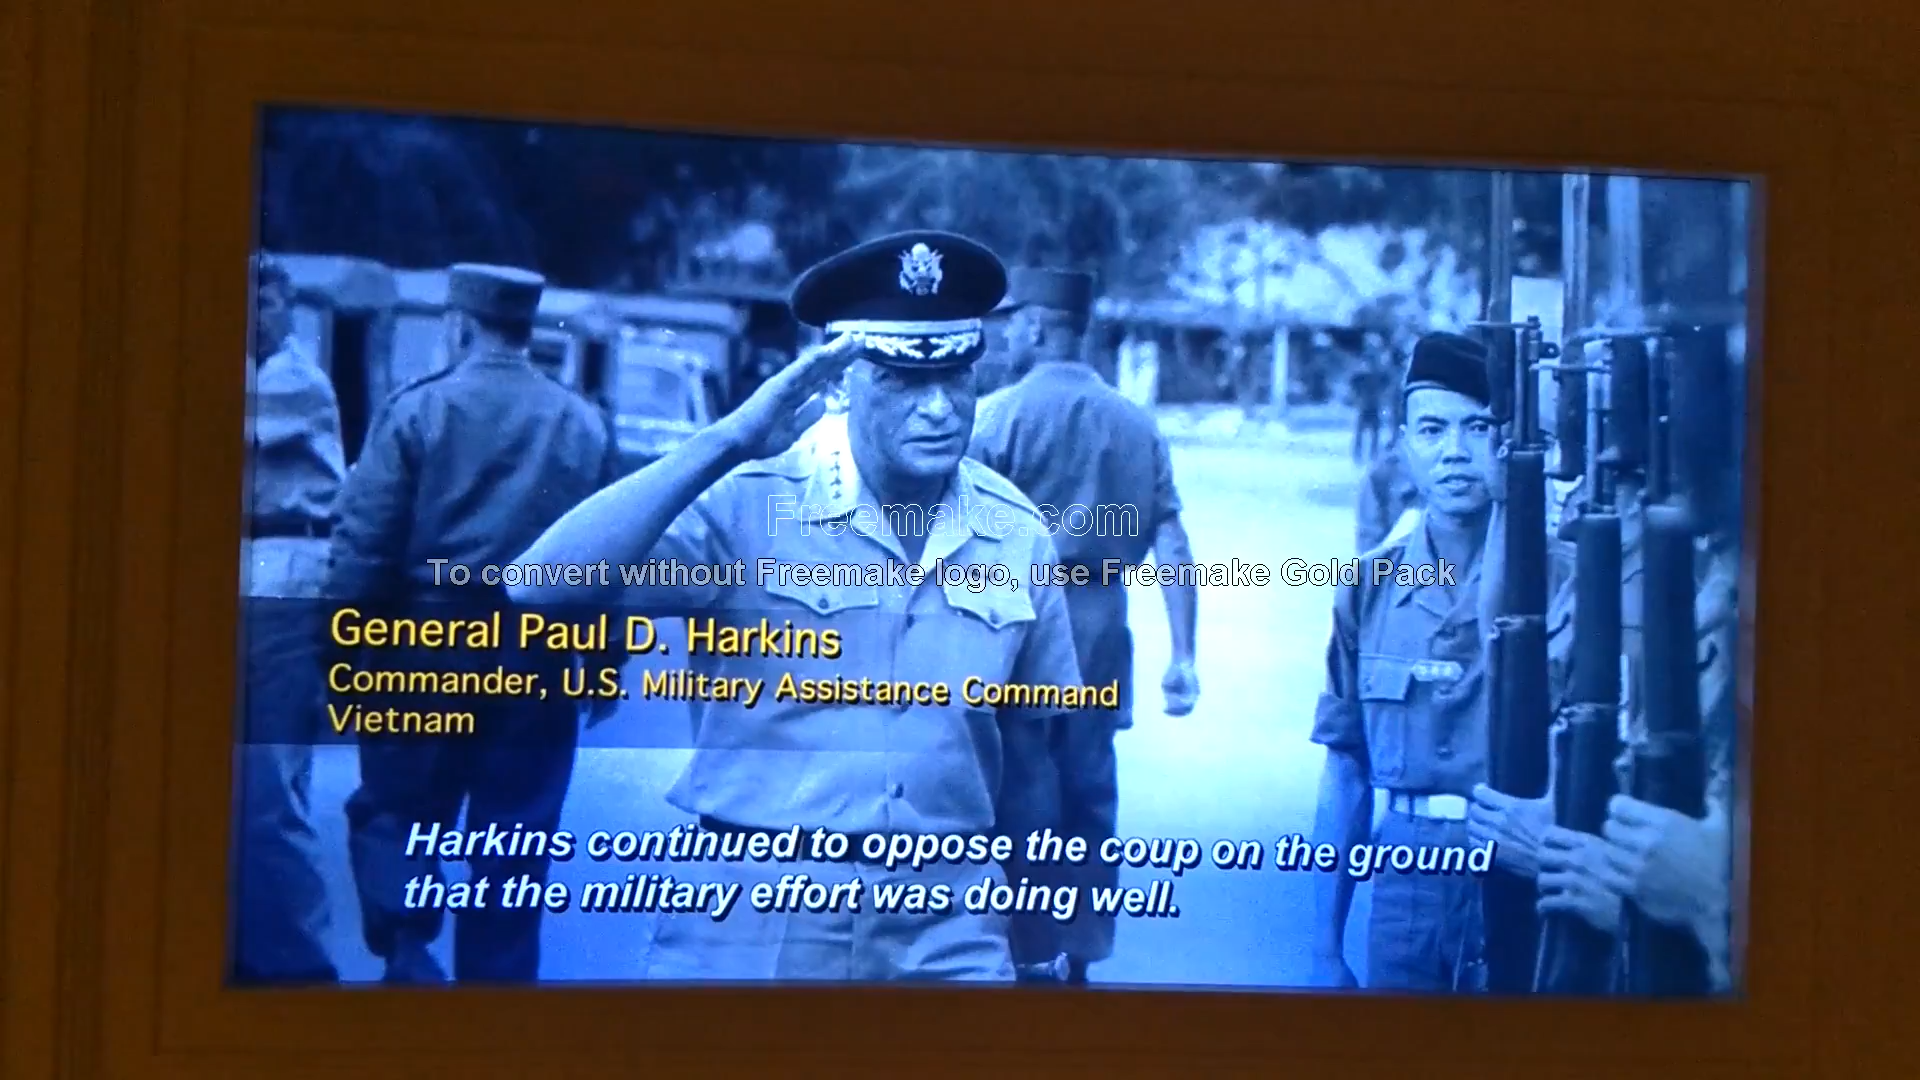 Freemake.com
To convert without Freemake logo, use Freemake Gold Pack
General Paul D. Harkins
Commander, U.S. Military Assistance Command
Vietnam
Harkins continued to oppose the coup on the ground
that the military effort was doing well.